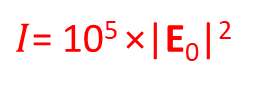 I= 10⁵ ×|E₀|²